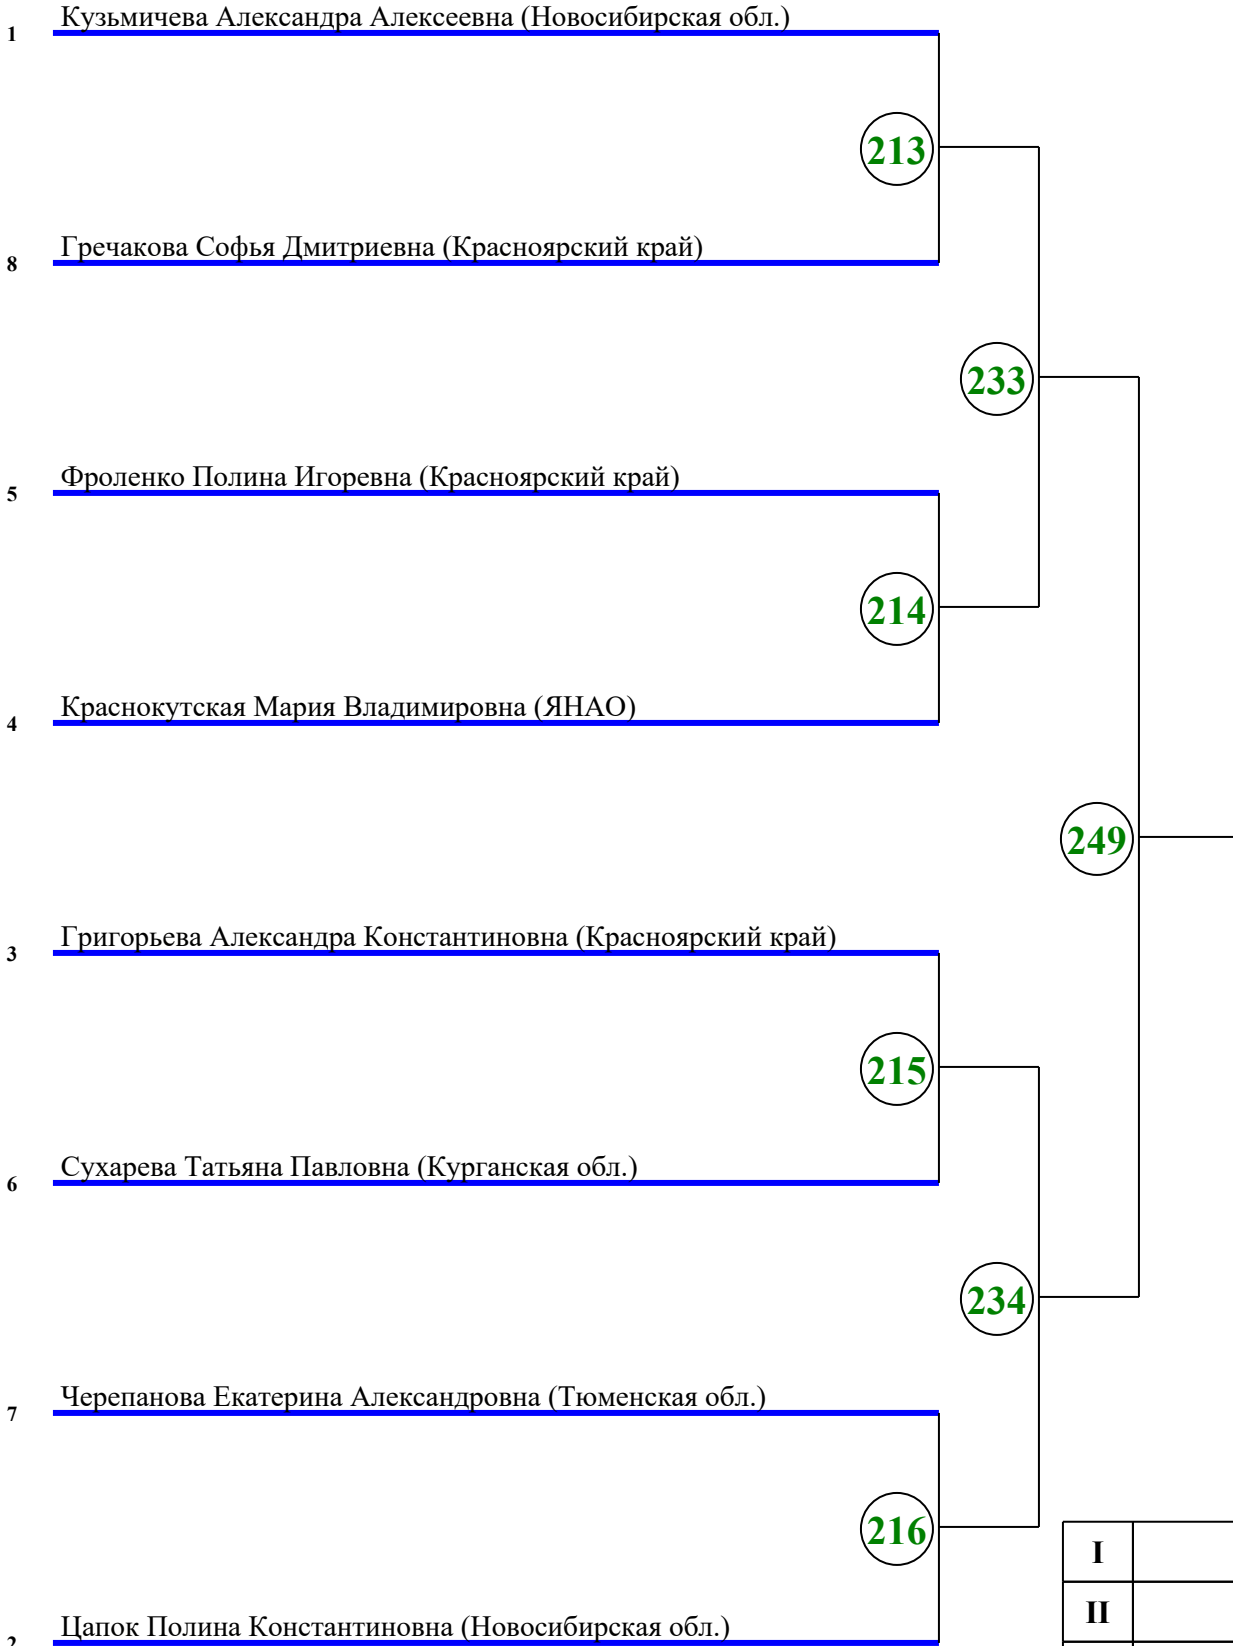 Кузьмичева Александра Алексеевна (Новосибирская обл.)
1
213
Гречакова Софья Дмитриевна (Красноярский край)
8
233
Фроленко Полина Игоревна (Красноярский край)
5
214
Краснокутская Мария Владимировна (ЯНАО)
4
249
Григорьева Александра Константиновна (Красноярский край)
3
215
Сухарева Татьяна Павловна (Курганская обл.)
6
234
Черепанова Екатерина Александровна (Тюменская обл.)
7
216
I
II
Цапок Полина Константиновна (Новосибирская обл.)
2